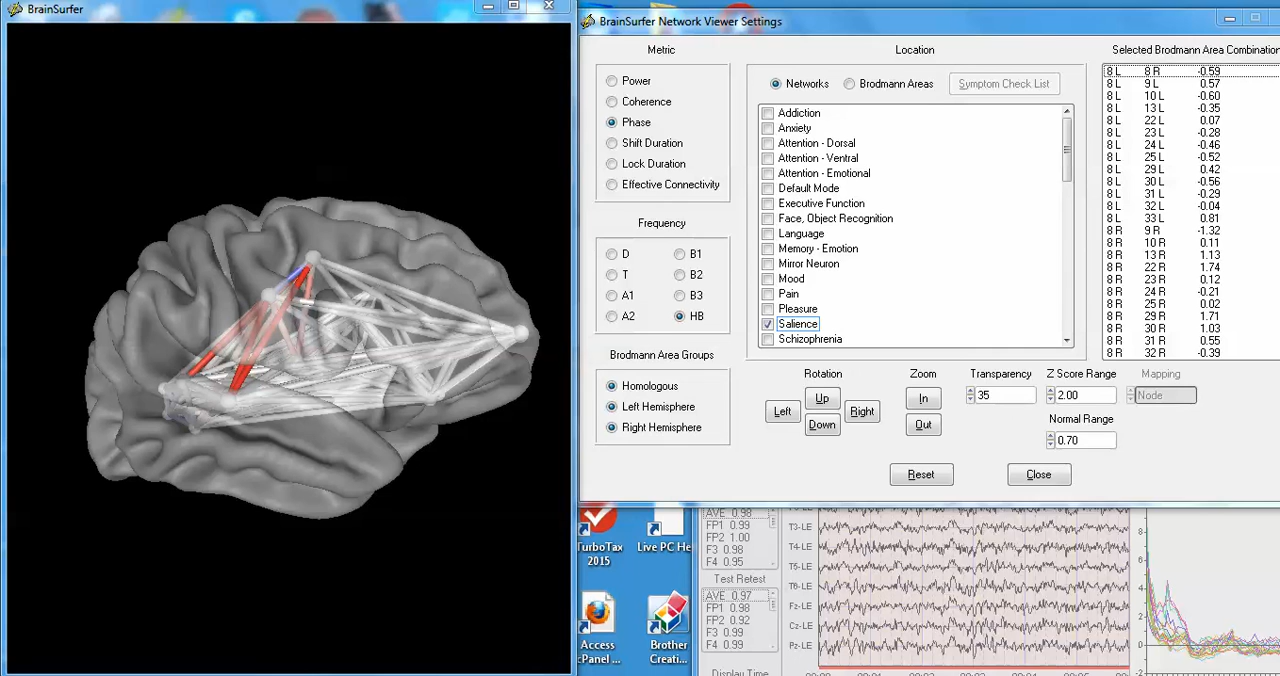 BrainSurfer
BrainSurfer Network Viewer Settings
Metric
Power
Coherence
Phase
Shift Duration
Lock Duration
Effective Connectivity
Frequency
D B1
T B2
A1 B3
A2 HB
Brodmann Area Groups
Homologous
Left Hemisphere
Right Hemisphere
Location
Networks Brodmann Areas Symptom Check List
Addiction
Anxiety
Attention - Dorsal
Attention - Ventral
Attention - Emotional
Default Mode
Executive Function
Face, Object Recognition
Language
Memory - Emotion
Mirror Neuron
Mood
Pain
Pleasure
Salience
Schizophrenia
Rotation
Up
Left Right
Down
Zoom
In
Out
Transparency
35
Z Score Range
2.00
Mapping
Node
Normal Range
0.70
Reset Close
Selected Brodmann Area Combination
8 L 8 R -0.59
8 L 9 L 0.57
8 L 10 L -0.60
8 L 13 L -0.35
8 L 22 L 0.07
8 L 23 L -0.28
8 L 24 L -0.46
8 L 25 L -0.52
8 L 29 L 0.42
8 L 30 L -0.56
8 L 31 L -0.29
8 L 32 L -0.04
8 L 33 L 0.81
8 R 9 R -1.32
8 R 10 R 0.11
8 R 13 R 1.13
8 R 22 R 1.74
8 R 23 R 0.12
8 R 24 R -0.21
8 R 25 R 0.02
8 R 29 R 1.71
8 R 30 R 1.03
8 R 31 R 0.55
8 R 32 R -0.39
TurboTax
2015
Live PC He
Access
cPanel ...
Brother
Creati...
AVE 0.98
FP1 0.99
FP2 1.00
F3 0.98
F4 0.95
Test Retest
AVE 0.97
FP1 0.98
FP2 0.92
F3 0.99
F4 0.99
Display Time
T3-LE
T4-LE
T5-LE
T6-LE
Fz-LE
Cz-LE
Pz-LE
8
6
4
2
0
-2